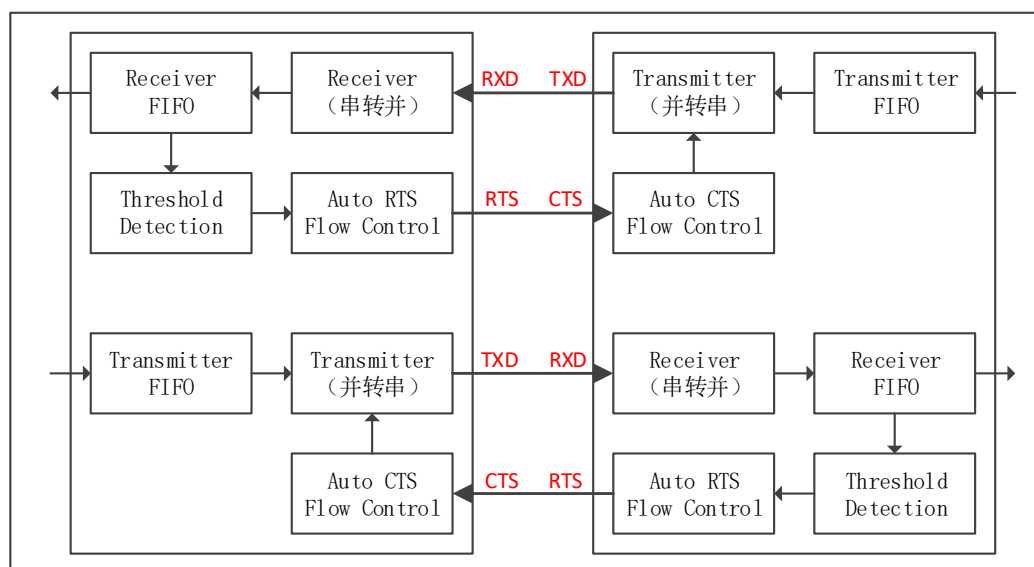 Receiver
FIFO
Receiver
（串转并）
RXD TXD
Transmitter
（并转串）
Transmitter
FIFO
Threshold
Detection
Auto RTS
Flow Control
RTS CTS
Auto CTS
Flow Control
Transmitter
FIFO
Transmitter
（并转串）
TXD RXD
Receiver
（串转并）
Receiver
FIFO
Auto CTS
Flow Control
CTS RTS
Auto RTS
Flow Control
Threshold
Detection